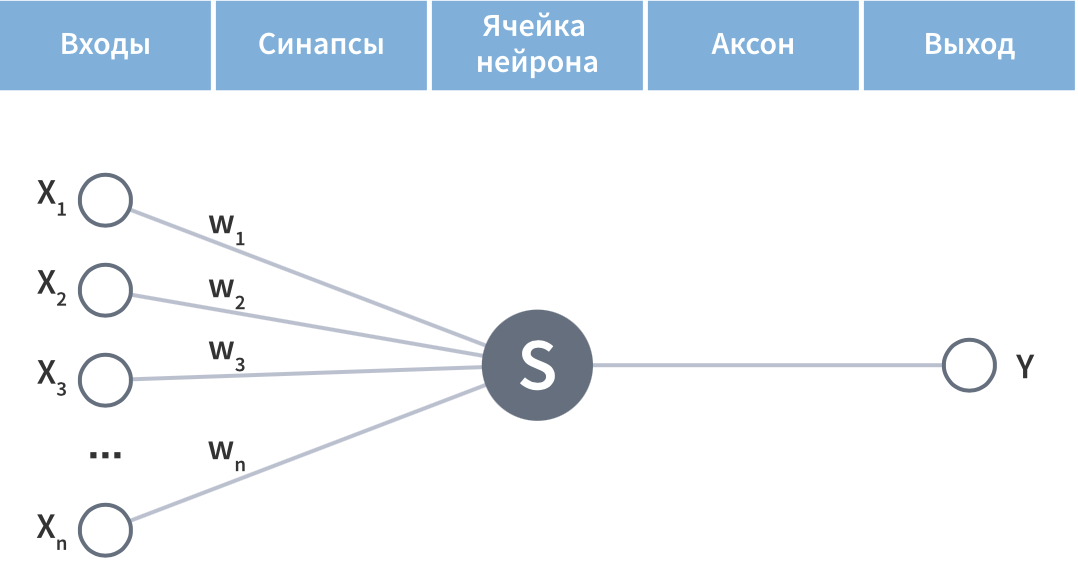 Входы
Синапсы
Ячейка
нейрона
Аксон
Выход
X1
w1
X2
w2
X3
w3
...
wn
Xn
S
Y